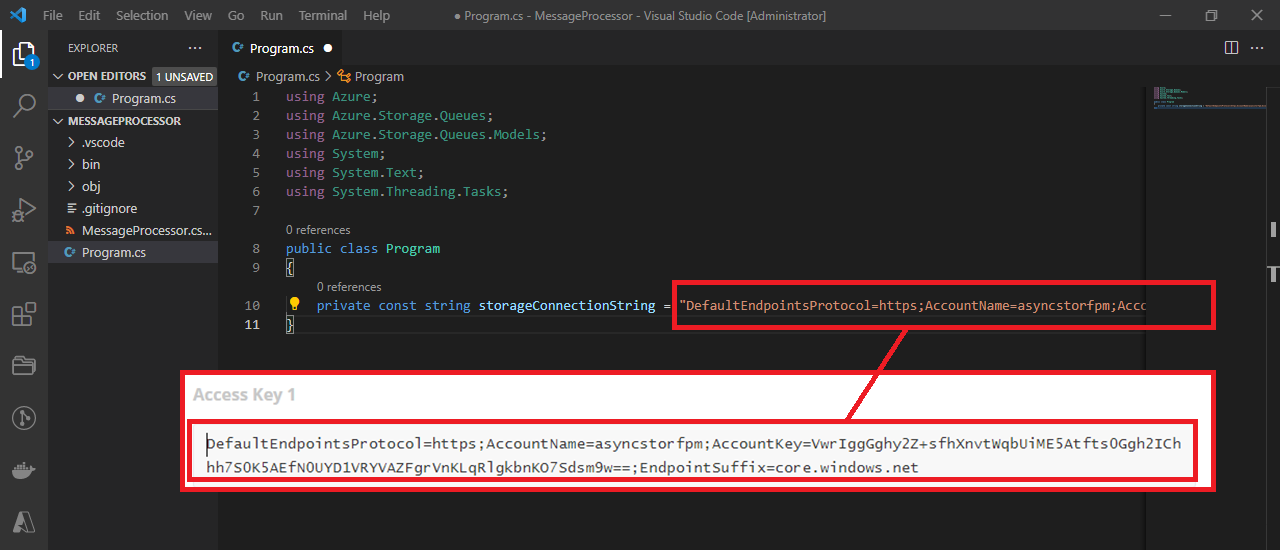 File Edit Selection View Go Run Terminal Help
● Program.cs - MessageProcessor - Visual Studio Code [Administrator]
EXPLORER ···
Program.cs ●
OPEN EDITORS 1 UNSAVED
● Program.cs
MESSAGEPROCESSOR
.vscode
bin
obj
.gitignore
MessageProcessor.cs...
Program.cs
1
Program.cs > Program
1 using Azure;
2 using Azure.Storage.Queues;
3 using Azure.Storage.Queues.Models;
4 using System;
5 using System.Text;
6 using System.Threading.Tasks;
7
0 references
8 public class Program
9 {
0 references
10 private const string storageConnectionString = "DefaultEndpointsProtocol=https;AccountName=asyncstorfpm;Acco
11 }
Access Key 1
DefaultEndpointsProtocol=https;AccountName=asyncstorfpm;AccountKey=VwrIggGghy2Z+sfhXnvtWqbUiME5Atfts0Ggh2ICh
hh7S0K5AEfN0UYD1VRYVAZFgrVnKLqRlgkbnKO7Sdsm9w==;EndpointSuffix=core.windows.net